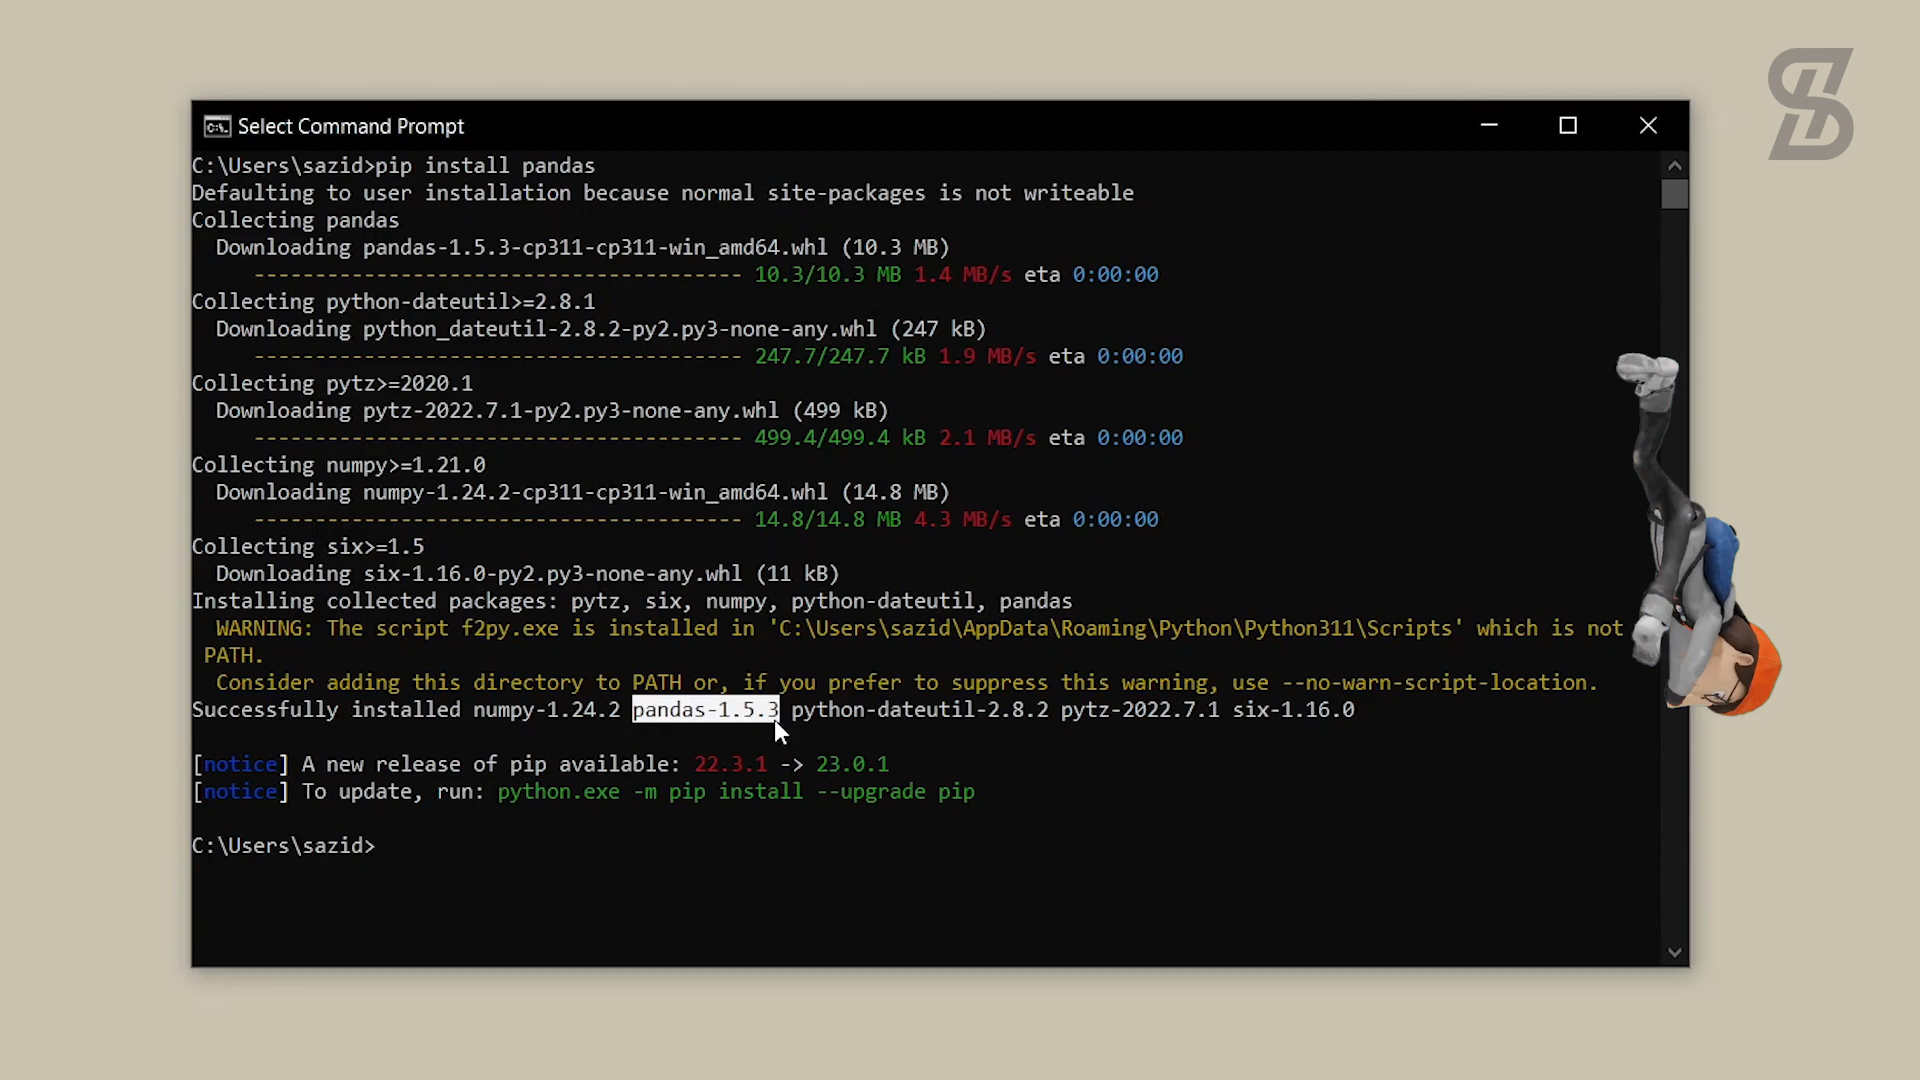 Select Command Prompt
C:\Users\sazid>pip install pandas
Defaulting to user installation because normal site-packages is not writeable
Collecting pandas
Downloading pandas-1.5.3-cp311-cp311-win_amd64.whl (10.3 MB)
---------------------------------------- 10.3/10.3 MB 1.4 MB/s eta 0:00:00
Collecting python-dateutil>=2.8.1
Downloading python_dateutil-2.8.2-py2.py3-none-any.whl (247 kB)
---------------------------------------- 247.7/247.7 kB 1.9 MB/s eta 0:00:00
Collecting pytz>=2020.1
Downloading pytz-2022.7.1-py2.py3-none-any.whl (499 kB)
---------------------------------------- 499.4/499.4 kB 2.1 MB/s eta 0:00:00
Collecting numpy>=1.21.0
Downloading numpy-1.24.2-cp311-cp311-win_amd64.whl (14.8 MB)
---------------------------------------- 14.8/14.8 MB 4.3 MB/s eta 0:00:00
Collecting six>=1.5
Downloading six-1.16.0-py2.py3-none-any.whl (11 kB)
Installing collected packages: pytz, six, numpy, python-dateutil, pandas
WARNING: The script f2py.exe is installed in 'C:\Users\sazid\AppData\Roaming\Python\Python311\Scripts' which is not
PATH.
Consider adding this directory to PATH or, if you prefer to suppress this warning, use --no-warn-script-location.
Successfully installed numpy-1.24.2 pandas-1.5.3 python-dateutil-2.8.2 pytz-2022.7.1 six-1.16.0
[notice] A new release of pip available: 22.3.1 -> 23.0.1
[notice] To update, run: python.exe -m pip install --upgrade pip
C:\Users\sazid>